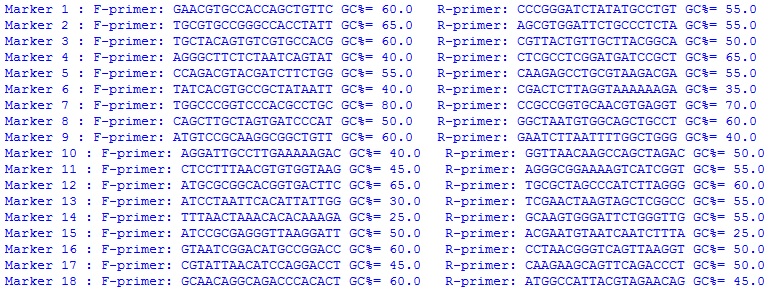 Marker 1 : F-primer: GAACGTGCCACCAGCTGTTC GC%= 60.0 R-primer: CCCGGGATCTATATGCCTGT GC%= 55.0
Marker 2 : F-primer: TGCGTGCCGGGCCACCTATT GC%= 65.0 R-primer: AGCGTGGATTCTGCCCTCTA GC%= 55.0
Marker 3 : F-primer: TGCTACAGTGTCGTGCCACG GC%= 60.0 R-primer: CGTTACTGTTGCTTACGGCA GC%= 50.0
Marker 4 : F-primer: AGGGCTTCTCTAATCAGTAT GC%= 40.0 R-primer: CTCGCCTCGGATGATCCGCT GC%= 65.0
Marker 5 : F-primer: CCAGACGTACGATCTTCTGG GC%= 55.0 R-primer: CAAGAGCCTGCGTAAGACGA GC%= 55.0
Marker 6 : F-primer: TATCACGTGCCGCTATAATT GC%= 40.0 R-primer: CGACTCTTAGGTAAAAAAGA GC%= 35.0
Marker 7 : F-primer: TGGCCCGGTCCCACGCCTGC GC%= 80.0 R-primer: CCGCCGGTGCAACGTGAGGT GC%= 70.0
Marker 8 : F-primer: CAGCTTGCTAGTGATCCCAT GC%= 50.0 R-primer: GGCTAATGTGGCAGCTGCCT GC%= 60.0
Marker 9 : F-primer: ATGTCCGCAAGGCGGCTGTT GC%= 60.0 R-primer: GAATCTTAATTTTGGCTGGG GC%= 40.0
Marker 10 : F-primer: AGGATTGCCTTGAAAAAGAC GC%= 40.0 R-primer: GGTTAACAAGCCAGCTAGAC GC%= 50.0
Marker 11 : F-primer: CTCCTTTAACGTGTGGTAAG GC%= 45.0 R-primer: AGGGCGGAAAAGTCATCGGT GC%= 55.0
Marker 12 : F-primer: ATGCGCGGCACGGTGACTTC GC%= 65.0 R-primer: TGCGCTAGCCCATCTTAGGG GC%= 60.0
Marker 13 : F-primer: ATCCTAATTCACATTATTGG GC%= 30.0 R-primer: TCGAACTAAGTAGCTCGGCC GC%= 55.0
Marker 14 : F-primer: TTTAACTAAACACACAAAGA GC%= 25.0 R-primer: GCAAGTGGGATTCTGGGTTG GC%= 55.0
Marker 15 : F-primer: ATCCGCGAGGGTTAAGGATT GC%= 50.0 R-primer: ACGAATGTAATCAATCTTTA GC%= 25.0
Marker 16 : F-primer: GTAATCGGACATGCCGGACC GC%= 60.0 R-primer: CCTAACGGGTCAGTTAAGGT GC%= 50.0
Marker 17 : F-primer: CGTATTAACATCCAGGACCT GC%= 45.0 R-primer: CAAGAAGCAGTTCAGACCCT GC%= 50.0
Marker 18 : F-primer: GCAACAGGCAGACCCACACT GC%= 60.0 R-primer: ATGGCCATTACGTAGAACAG GC%= 45.0